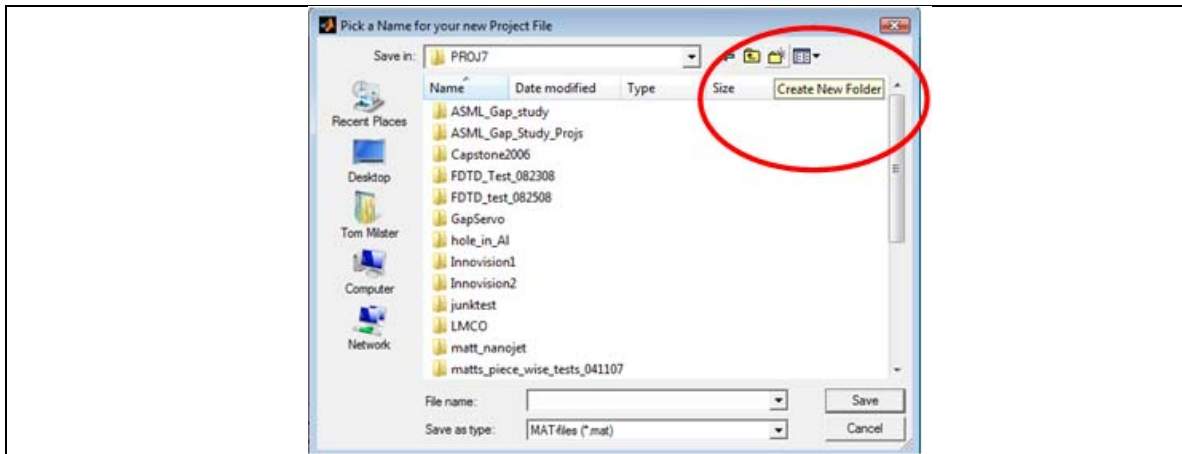 Pick a Name for your new Project File
Save in: PROJ7
Name Date modified Type Size Create New Folder
Recent Places
Desktop
Tom Milster
Computer
Network
ASML_Gap_study
ASML_Gap_Study_Projs
Capstone2006
FDTD_Test_082308
FDTD_test_082508
GapServo
hole_in_Al
Innovision1
Innovision2
junktest
LMCO
matt_nanojet
matts_piece_wise_tests_041107
File name: Save
Save as type: MAT-files (*.mat) Cancel